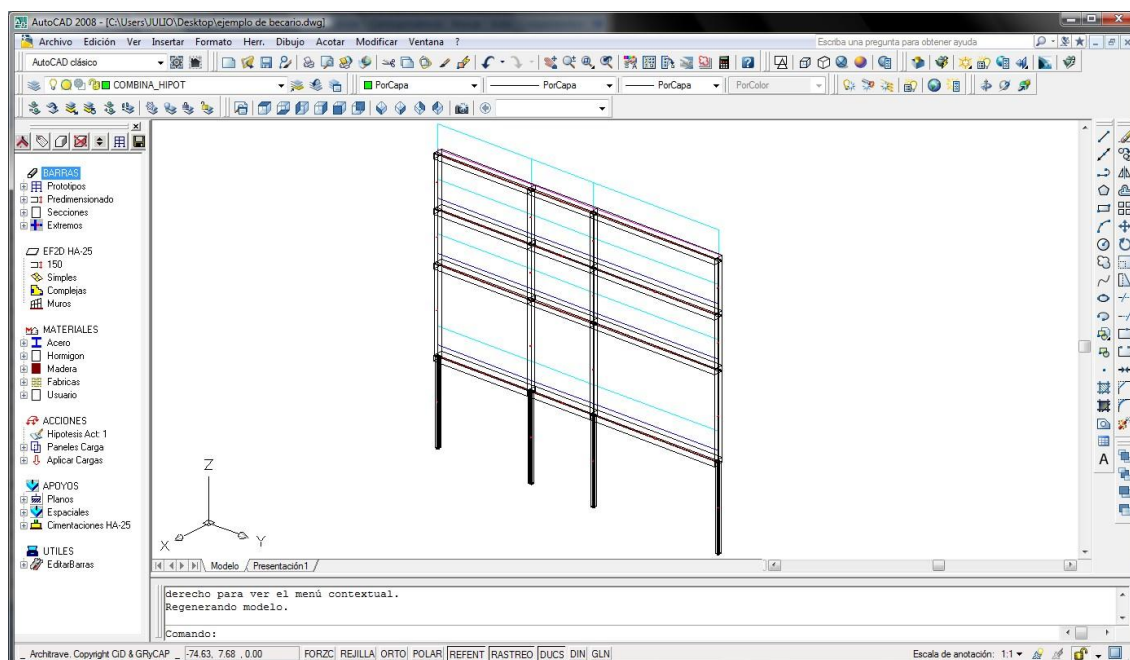 AutoCAD 2008 - [C:\Users\JULIO\Desktop\ejemplo de becario.dwg]
Archivo Edición Ver Insertar Formato Herr. Dibujo Acotar Modificar Ventana ?
Escriba una pregunta para obtener ayuda
AutoCAD clásico
COMBINA_HIPOT
PorCapa
PorCapa
PorCapa
PorColor
BARRAS
Prototipos
Predimensionado
Secciones
Extremos
EF2D HA-25
150
Simples
Complejas
Muros
MATERIALES
Acero
Hormigon
Madera
Fabricas
Usuario
ACCIONES
Hipotesis Act: 1
Paneles Carga
Aplicar Cargas
APOYOS
Planos
Espaciales
Cimentaciones HA-25
UTILES
EditarBarras
Z
X
Y
Modelo
Presentación1
derecho para ver el menú contextual.
Regenerando modelo.
Comando:
Architrave. Copyright CiD & GRyCAP
-74.63, 7.68 , 0.00
FORZC REJILLA ORTO POLAR REFENT RASTREO DUCS DIN GLN
Escala de anotación: 1:1